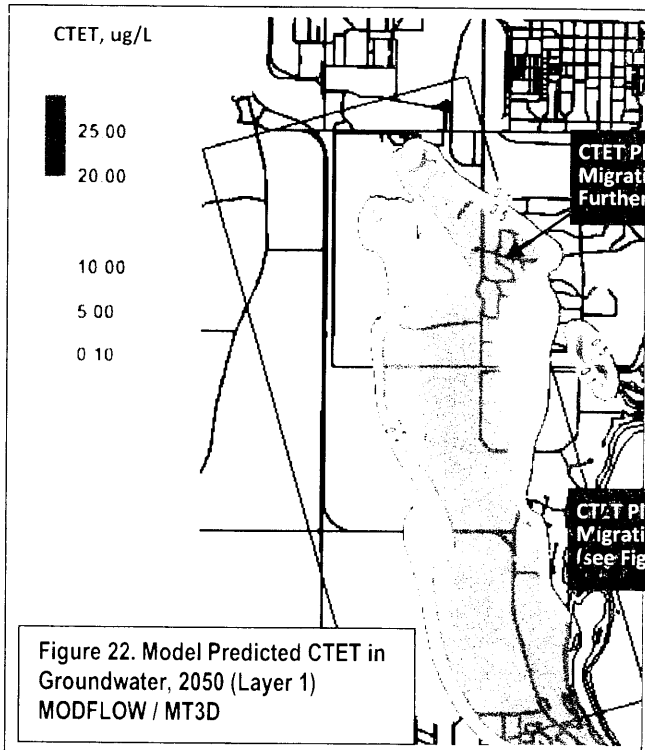 CTET, ug/L
25 00
20 00
10 00
5 00
0 10
CTET Pl
Migrati
Further
CTET Pl
Migrati
(see Fig
Figure 22. Model Predicted CTET in
Groundwater, 2050 (Layer 1)
MODFLOW / MT3D